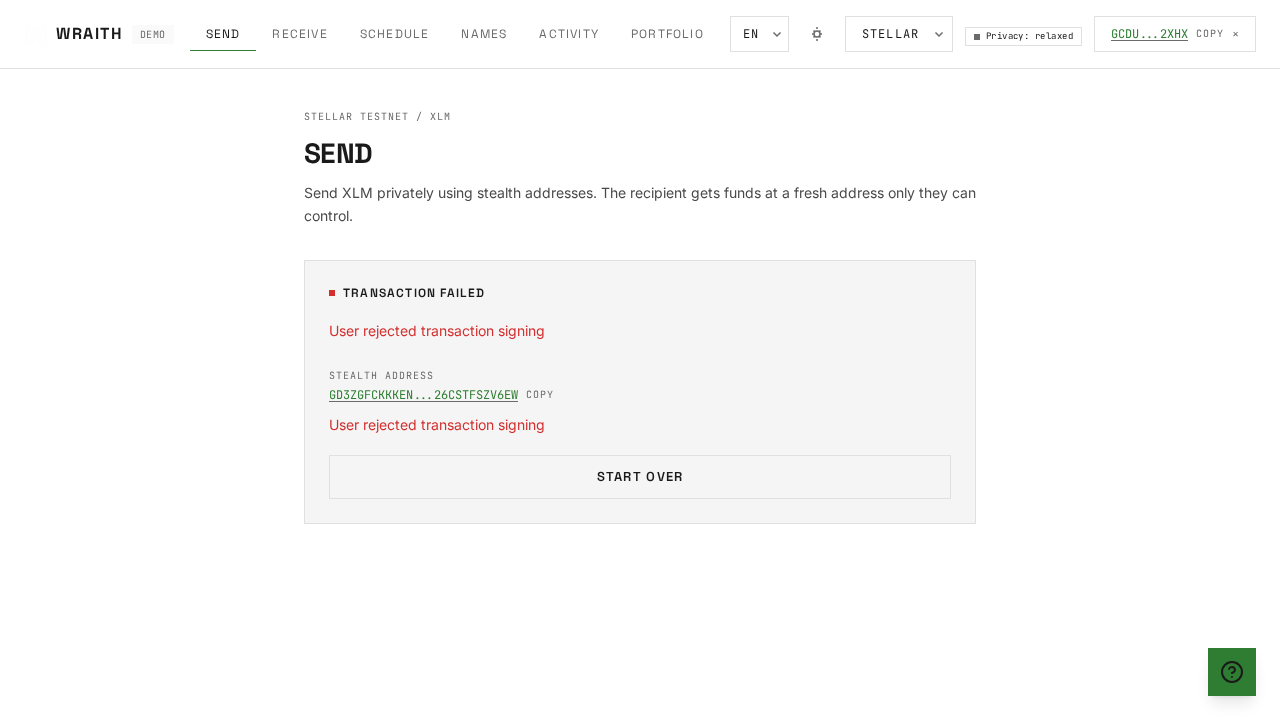 WRAITH DEMO SEND RECEIVE SCHEDULE NAMES ACTIVITY PORTFOLIO EN STELLAR Privacy: relaxed GCDU...2XHX COPY ×
STELLAR TESTNET / XLM
SEND
Send XLM privately using stealth addresses. The recipient gets funds at a fresh address only they can
control.
TRANSACTION FAILED
User rejected transaction signing
STEALTH ADDRESS
GD3ZGFCKKKEN...26CSTFSZV6EW COPY
User rejected transaction signing
START OVER